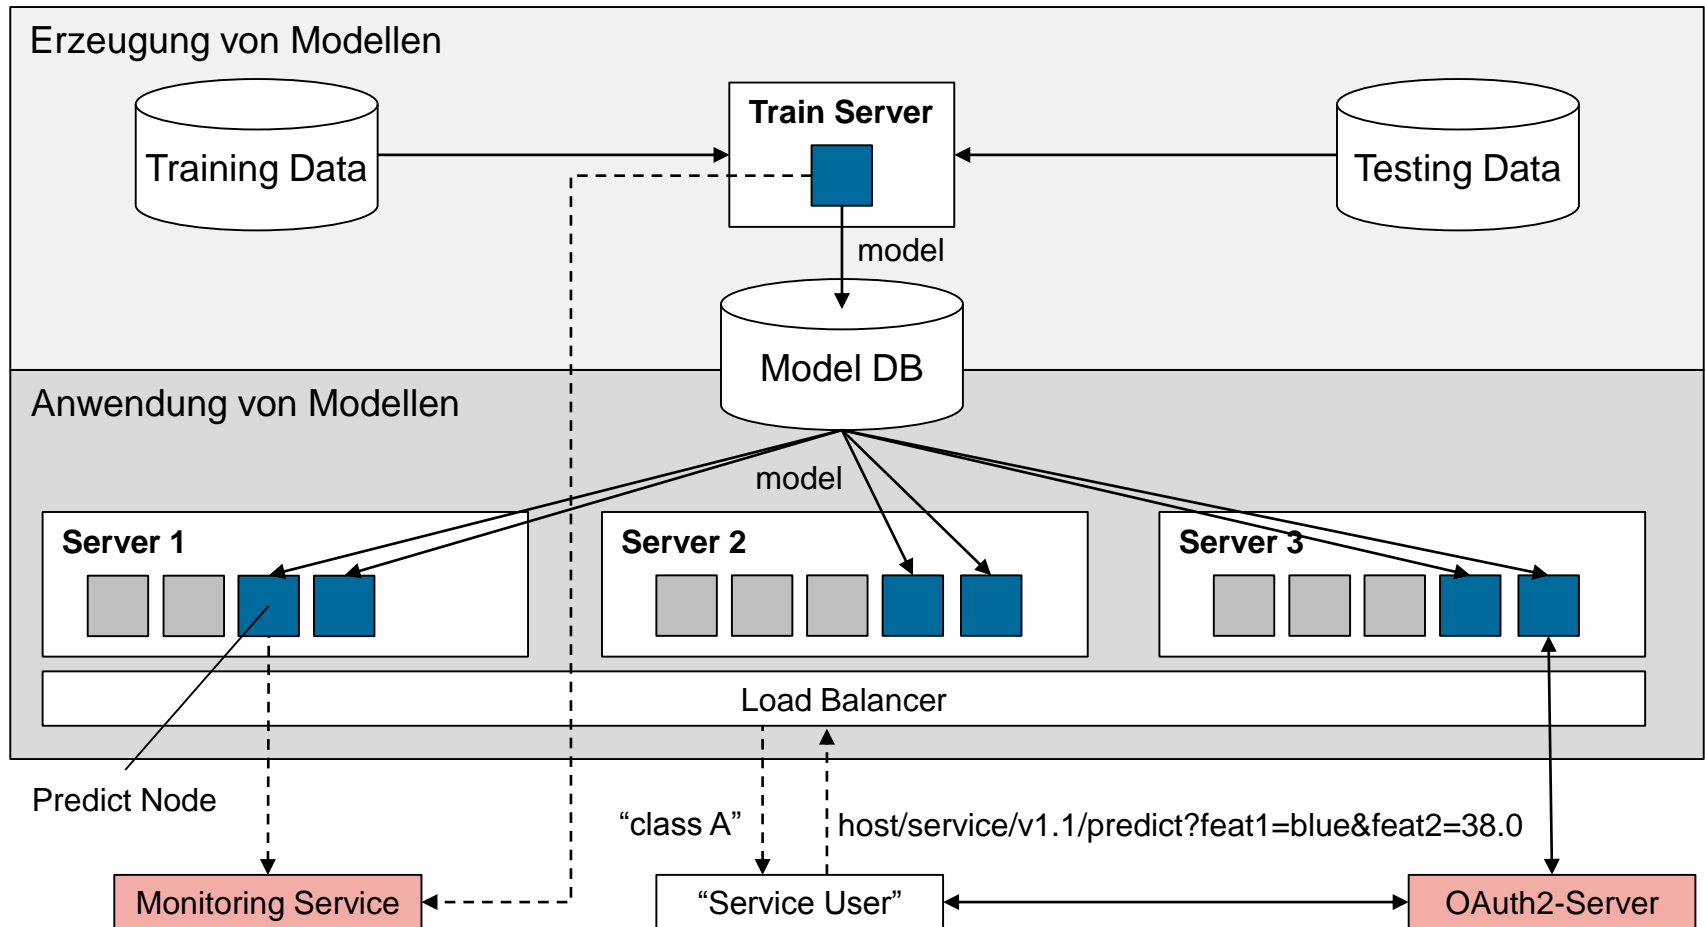 Erzeugung von Modellen
Training Data
Train Server
Testing Data
model
Model DB
Anwendung von Modellen
model
Server 1
Server 2
Server 3
Load Balancer
Predict Node
“class A”
host/service/v1.1/predict?feat1=blue&feat2=38.0
Monitoring Service
“Service User”
OAuth2-Server